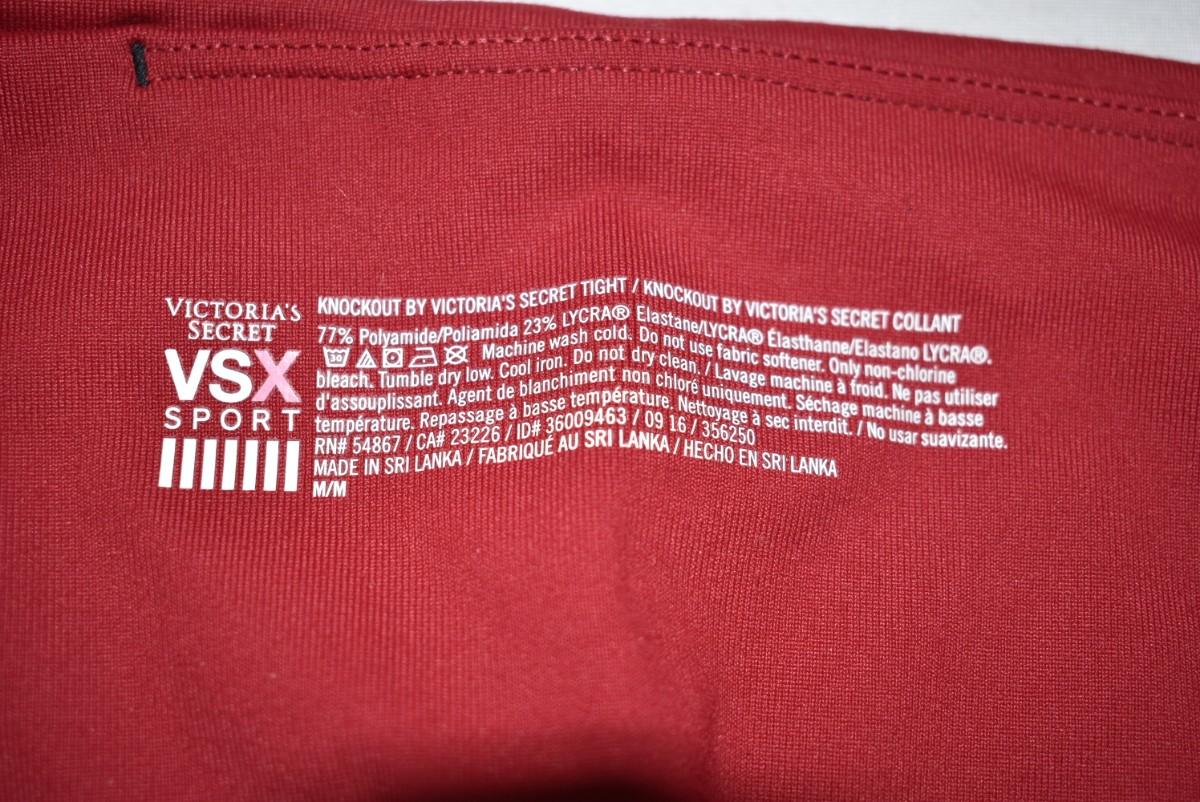 VICTORIA'S
SECRET
VSX
SPORT
KNOCKOUT BY VICTORIA'S SECRET TIGHT / KNOCKOUT BY VICTORIA'S SECRET COLLANT
77% Polyamide/Poliamida 23% LYCRA® Elastane/LYCRA® Élasthanne/Elastano LYCRA®.
30 Machine wash cold. Do not use fabric softener. Only non-chlorine
bleach. Tumble dry low. Cool iron. Do not dry clean. / Lavage machine à froid. Ne pas utiliser
d'assouplissant. Agent de blanchiment non chloré uniquement. Séchage machine à basse
température. Repassage à basse température. Nettoyage à sec interdit. / No usar suavizante.
RN# 54867 / CA# 23226 / ID# 36009463 / 09 16 / 356250
MADE IN SRI LANKA / FABRIQUÉ AU SRI LANKA / HECHO EN SRI LANKA
M/M